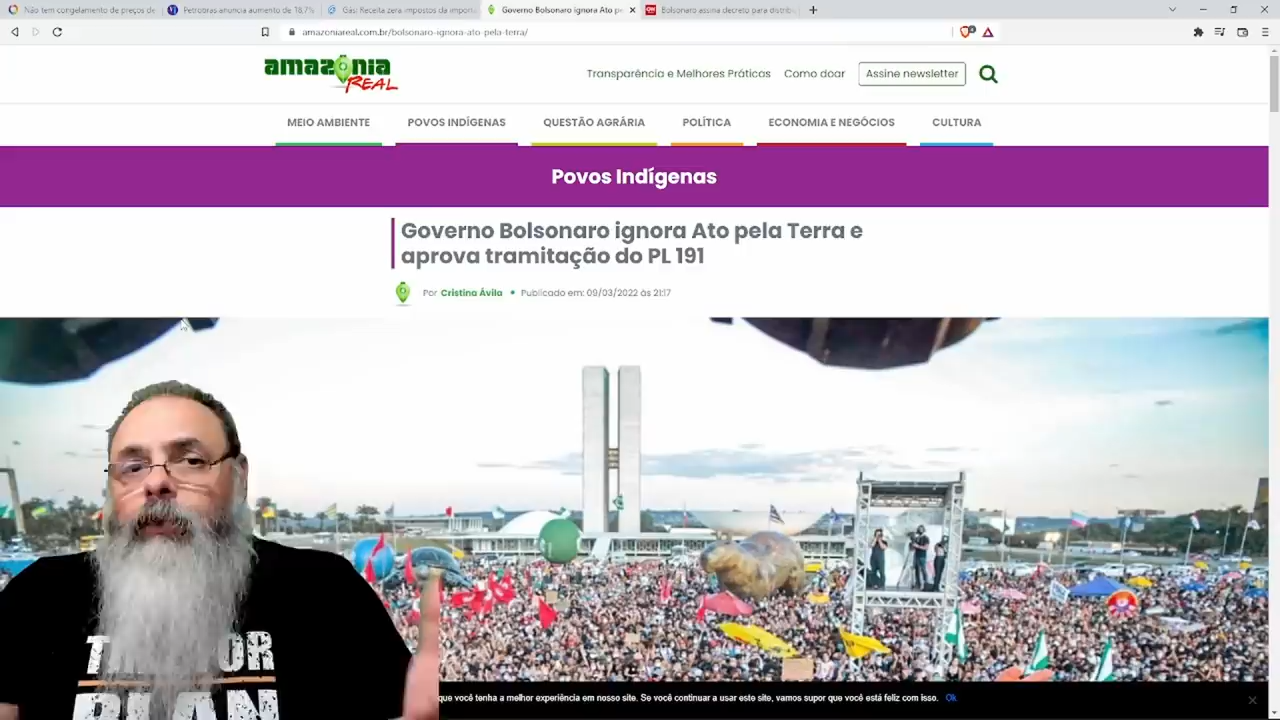 Não tem congelamento de preços de
Petrobras anuncia aumento de 18,7%
Gás! Receita zera impostos da import
Governo Bolsonaro ignora Ato pe
CNN
Bolsonaro assina decreto para distrib
amazoniareal.com.br/bolsonaro-ignora-ato-pela-terra/
amazônia
REAL
Transparência e Melhores Práticas
Como doar
Assine newsletter
MEIO AMBIENTE
POVOS INDÍGENAS
QUESTÃO AGRÁRIA
POLÍTICA
ECONOMIA E NEGÓCIOS
CULTURA
Povos Indígenas
Governo Bolsonaro ignora Ato pela Terra e
aprova tramitação do PL 191
Por Cristina Ávila • Publicado em: 09/03/2022 às 21:17
que você tenha a melhor experiência em nosso site. Se você continuar a usar este site, vamos supor que você está feliz com isso. Ok